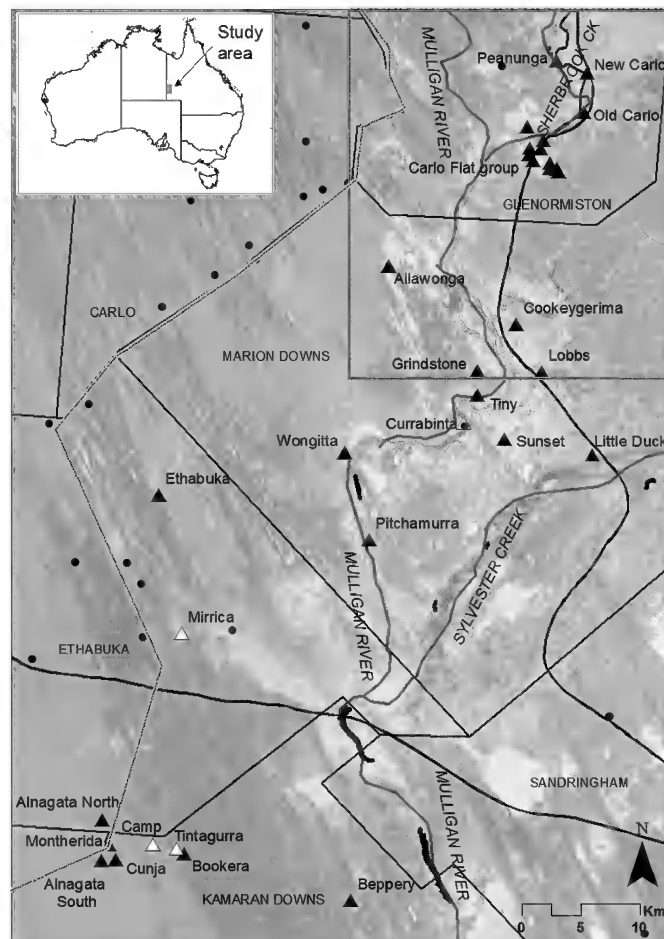 Study
area
MULLIGAN RIVER
Peanunga
SHERBROOK CK
New Carlo
Old Carlo
Carlo Flat group
GLENORMISTON
Allawonga
Cookeygerima
CARLO
MARION DOWNS
Grindstone
Lobbs
Tiny
Currabinta
Wongitta
Sunset
Little Duck
Ethabuka
Pitchamurra
MULLIGAN RIVER
SYLVESTER CREEK
Mirrica
ETHABUKA
SANDRINGHAM
MULLIGAN RIVER
Alnagata North
Camp
Montherida
Tintagurra
Cunja
Bookera
Alnagata
South
KAMARAN DOWNS
Beppery
N
0 5 10 Km